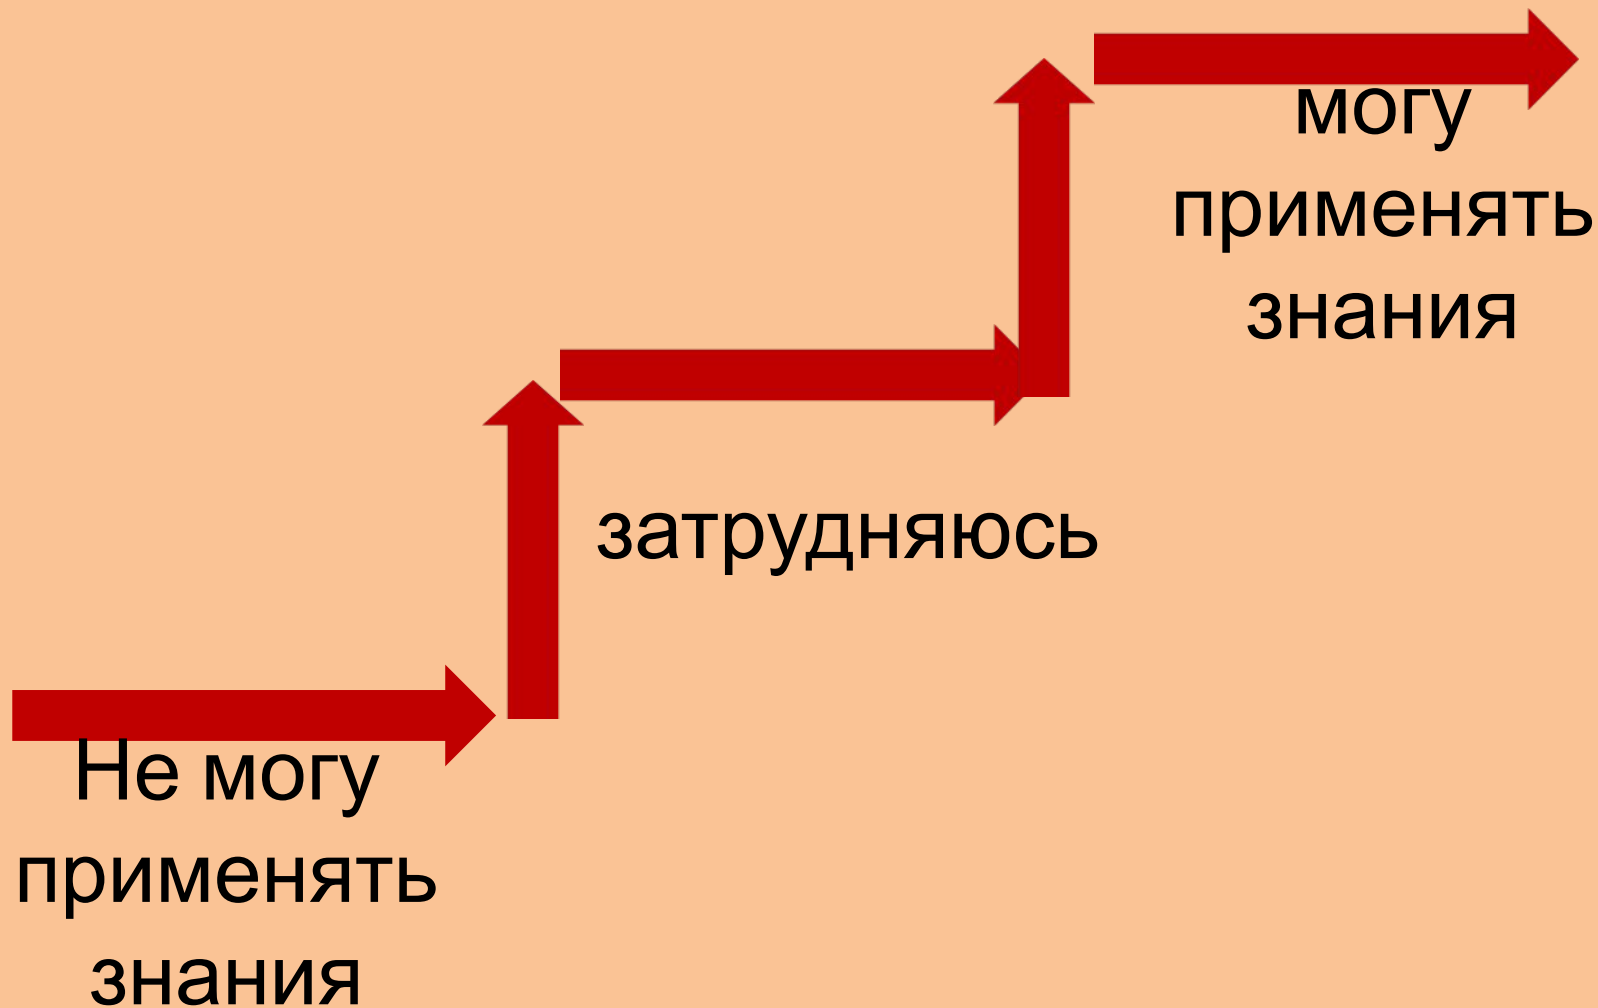 могу
применять
знания
затрудняюсь
Не могу
применять
знания